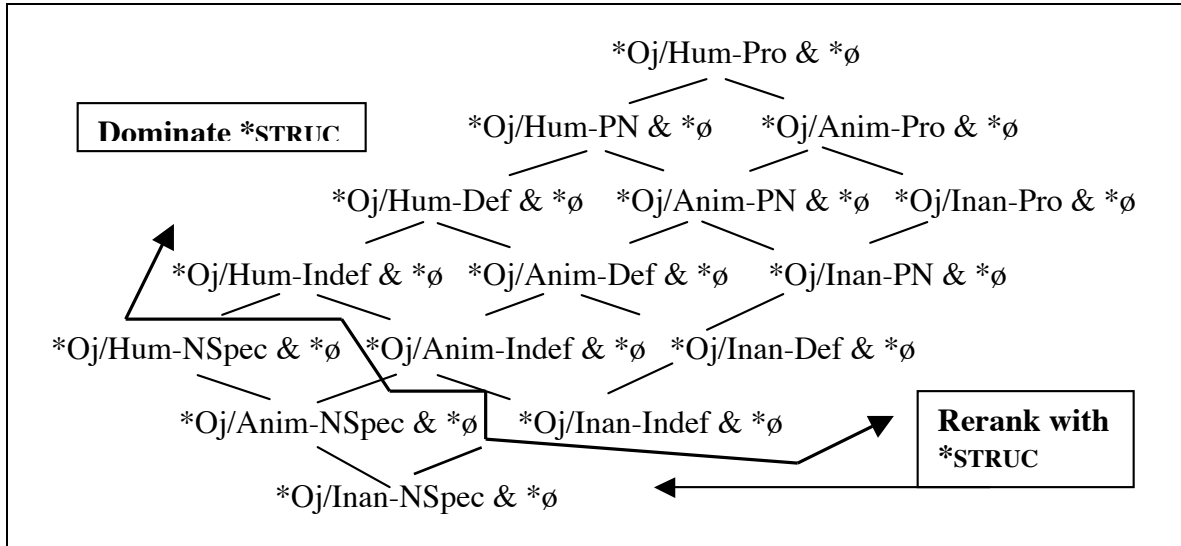 *Oj/Hum-Pro & *ø
Dominate *STRUC
*Oj/Hum-PN & *ø *Oj/Anim-Pro & *ø
*Oj/Hum-Def & *ø *Oj/Anim-PN & *ø *Oj/Inan-Pro & *ø
*Oj/Hum-Indef & *ø *Oj/Anim-Def & *ø *Oj/Inan-PN & *ø
*Oj/Hum-NSpec & *ø *Oj/Anim-Indef & *ø *Oj/Inan-Def & *ø
*Oj/Anim-NSpec & *ø *Oj/Inan-Indef & *ø
Rerank with
*STRUC
*Oj/Inan-NSpec & *ø